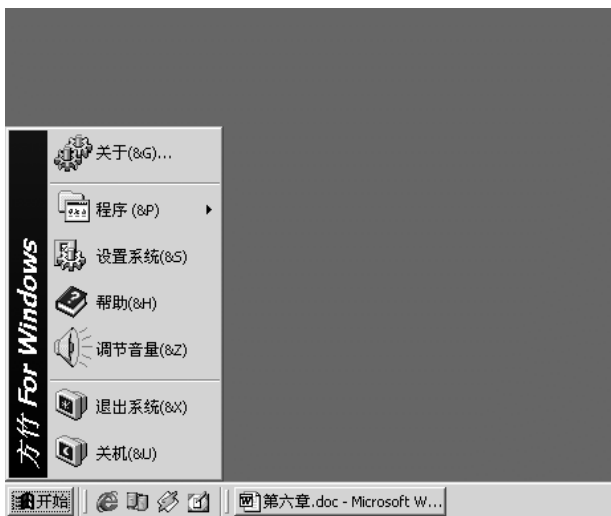 关于(&G)...
程序 (&P)
设置系统(&S)
帮助(&H)
调节音量(&Z)
退出系统(&X)
关机(&U)
方竹 For Windows
开始
第六章.doc - Microsoft W...